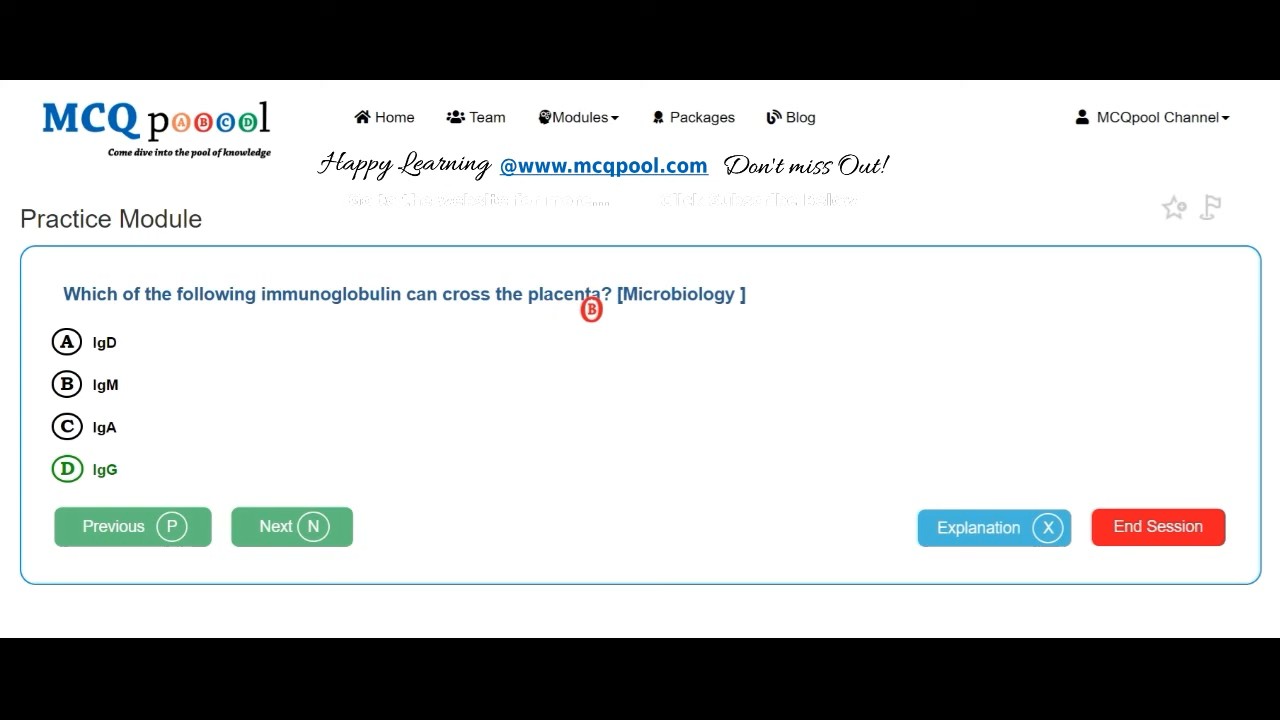 MCQ pooool
Come dive into the pool of knowledge
Home Team Modules Packages Blog MCQpool Channel
Happy Learning @www.mcqpool.com Don't miss Out!
Practice Module
Which of the following immunoglobulin can cross the placenta? [Microbiology ]
B
A IgD
B IgM
C IgA
D IgG
Previous P Next N Explanation X End Session